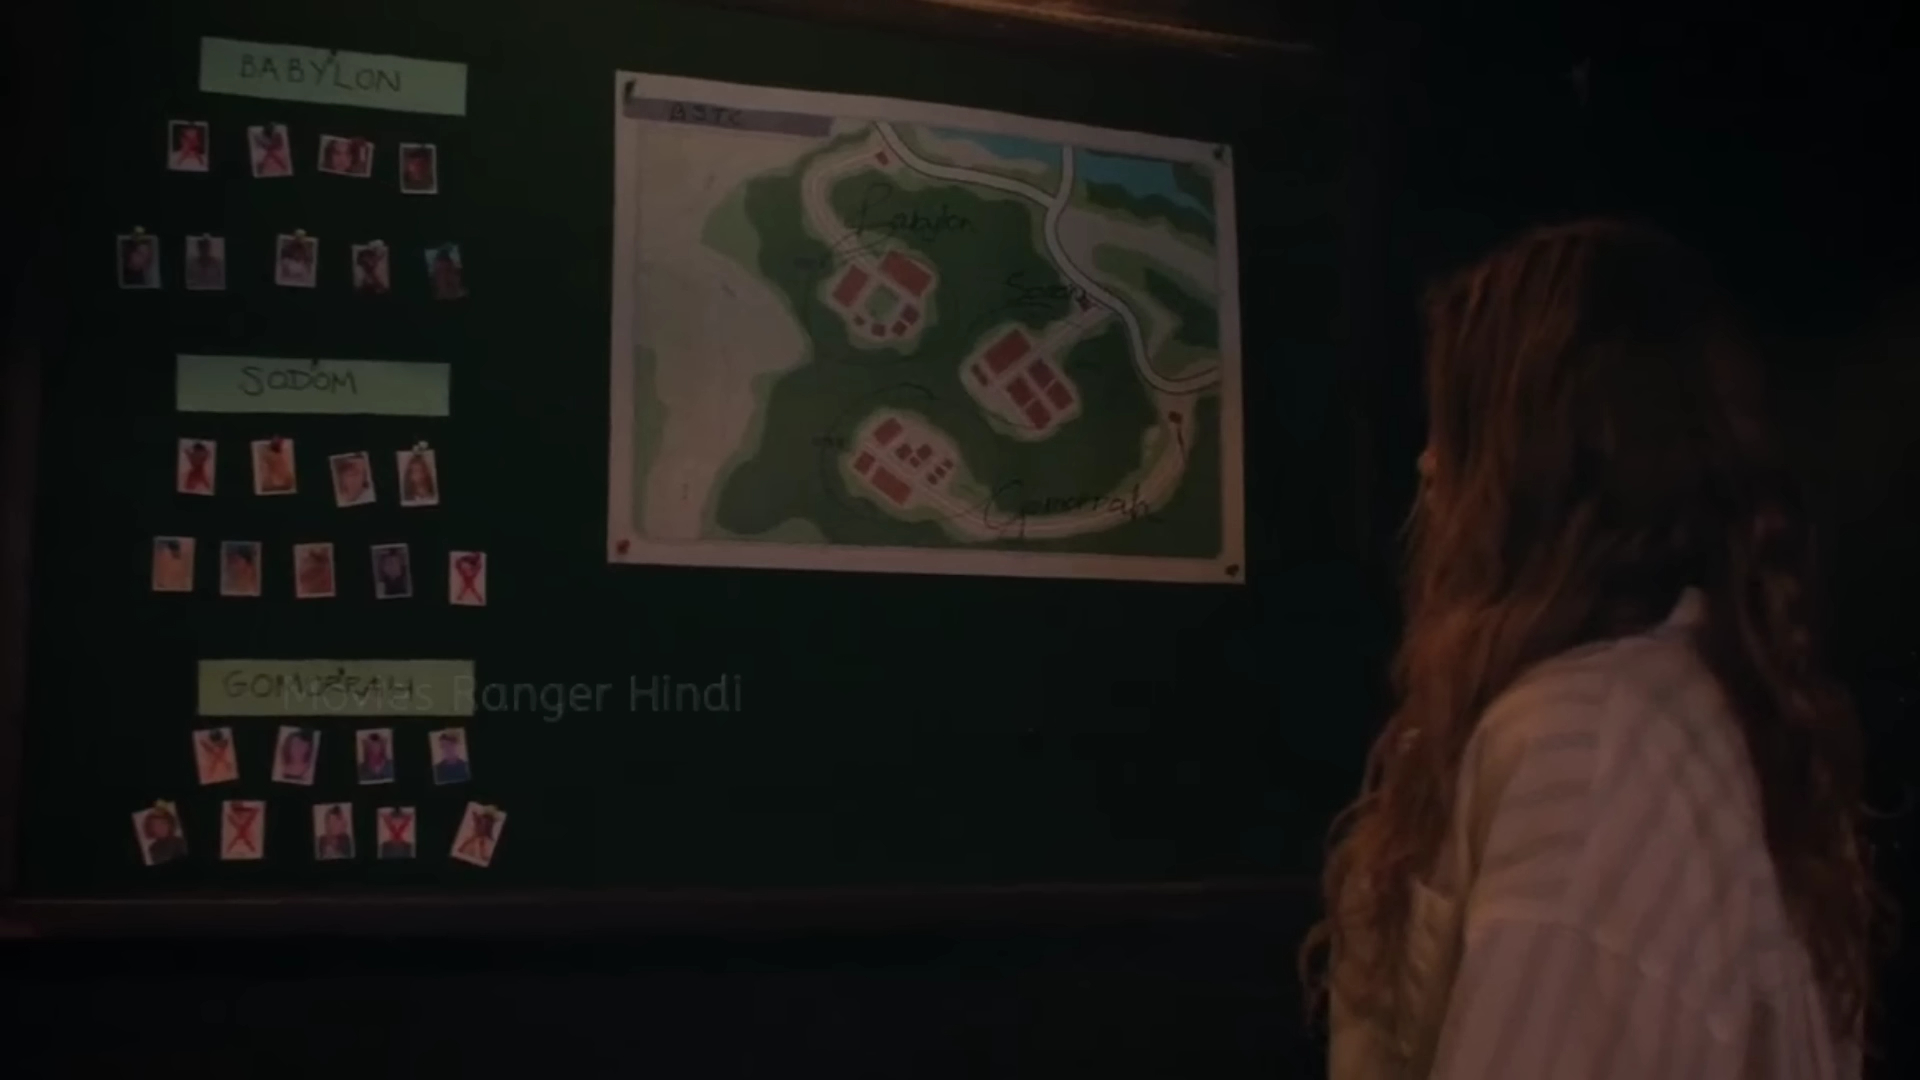 BABYLON
SODOM
GOMORRAH
Movies Ranger Hindi
Babylon
Sodom
Gomorrah